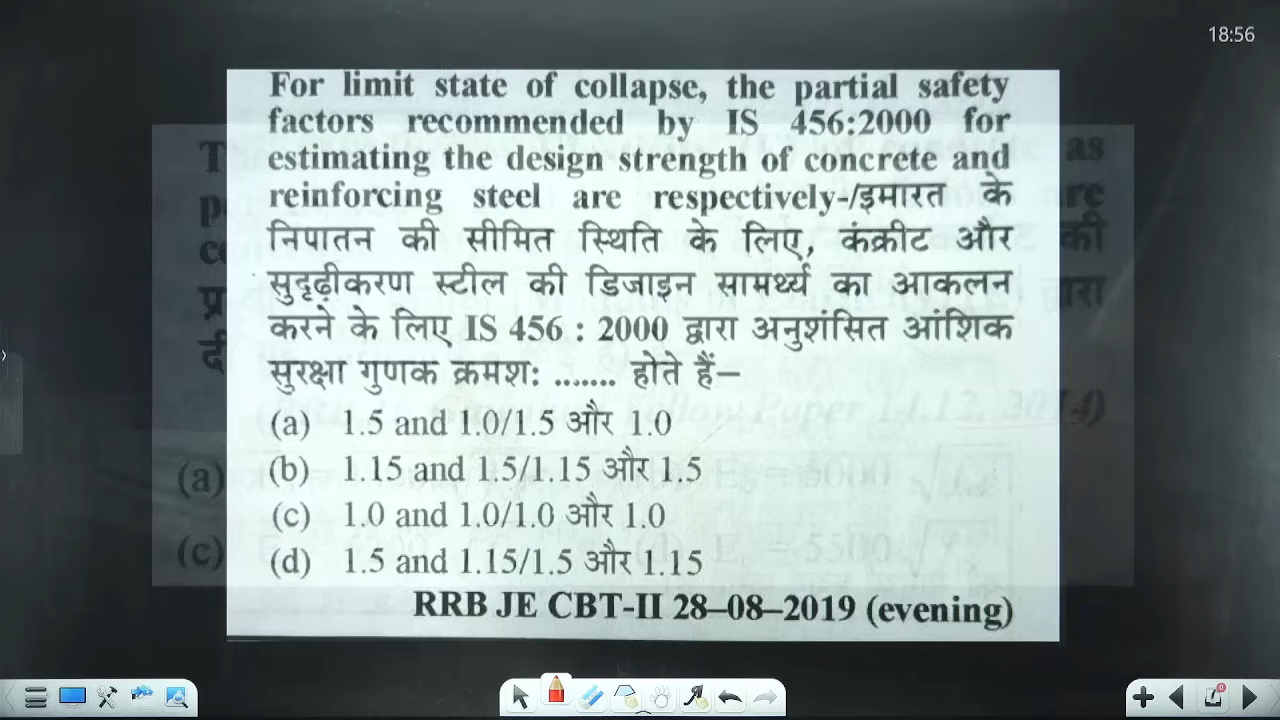 18:56
For limit state of collapse, the partial safety
factors recommended by IS 456:2000 for
estimating the design strength of concrete and
reinforcing steel are respectively-/इमारत के
निपातन की सीमित स्थिति के लिए, कंक्रीट और
सुदृढ़ीकरण स्टील की डिजाइन सामर्थ्य का आकलन
करने के लिए IS 456 : 2000 द्वारा अनुशंसित आंशिक
सुरक्षा गुणक क्रमशः ....... होते हैं–
(a) 1.5 and 1.0/1.5 और 1.0
(b) 1.15 and 1.5/1.15 और 1.5
(c) 1.0 and 1.0/1.0 और 1.0
(d) 1.5 and 1.15/1.5 और 1.15
RRB JE CBT-II 28–08–2019 (evening)